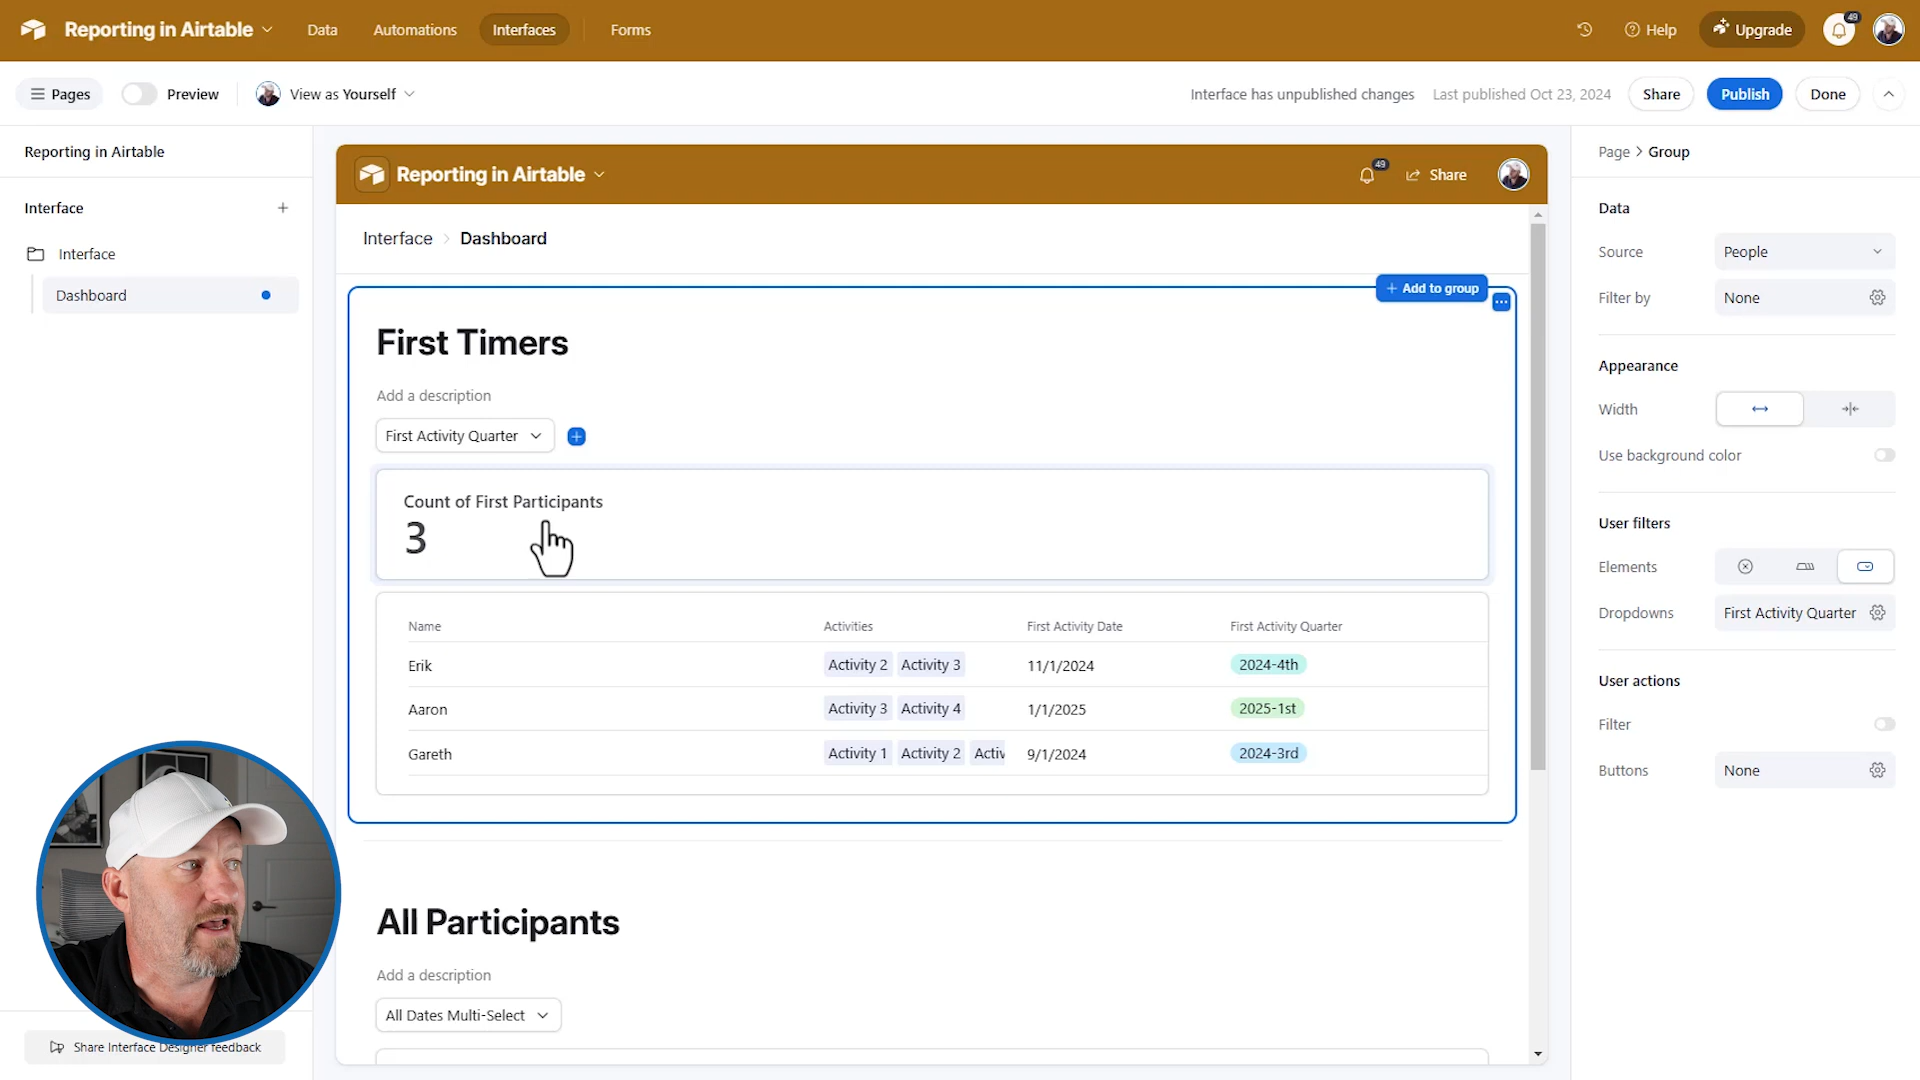 Reporting in Airtable
Data
Automations
Interfaces
Forms
Help
Upgrade
49
Pages
Preview
View as Yourself
Interface has unpublished changes
Last published Oct 23, 2024
Share
Publish
Done
Reporting in Airtable
Interface
Interface
Dashboard
Share Interface Designer feedback
Reporting in Airtable
49
Share
Interface > Dashboard
Add to group
First Timers
Add a description
First Activity Quarter
Count of First Participants
3
Name Activities First Activity Date First Activity Quarter
Erik Activity 2 Activity 3 11/1/2024 2024-4th
Aaron Activity 3 Activity 4 1/1/2025 2025-1st
Gareth Activity 1 Activity 2 Activ 9/1/2024 2024-3rd
All Participants
Add a description
All Dates Multi-Select
Page > Group
Data
Source People
Filter by None
Appearance
Width
Use background color
User filters
Elements
Dropdowns First Activity Quarter
User actions
Filter
Buttons None